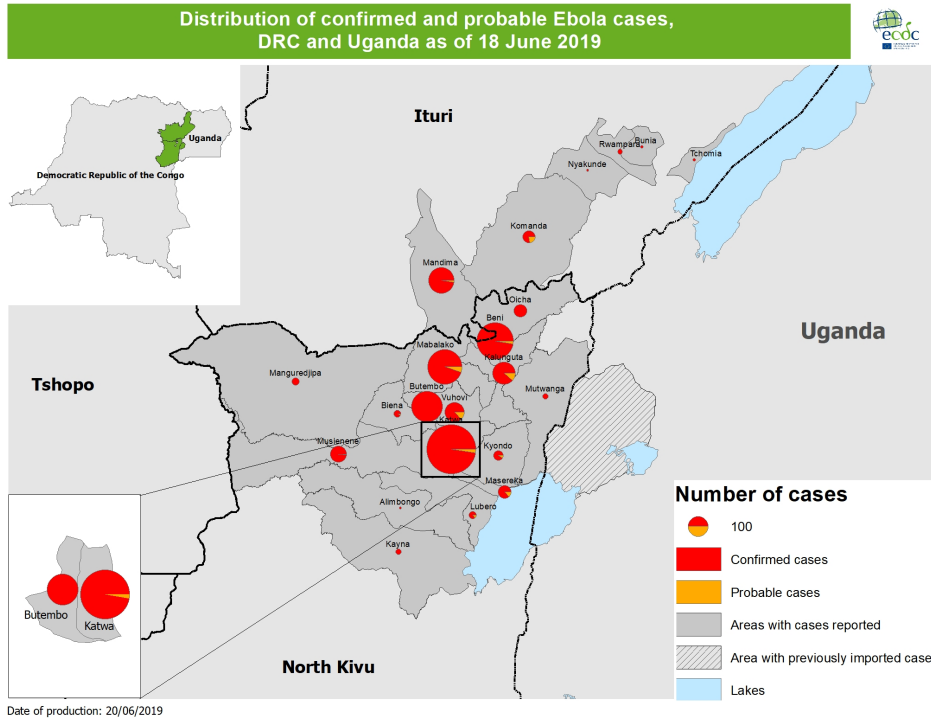 Distribution of confirmed and probable Ebola cases,
DRC and Uganda as of 18 June 2019
ecdc
Uganda
Democratic Republic of the Congo
Ituri
Bunia
Rwampara
Tchomia
Nyakunde
Komanda
Mandima
Oicha
Beni
Uganda
Mabalako
Kalunguta
Tshopo
Manguredjipa
Butembo
Mutwanga
Vuhovi
Biena
Katwa
Musienene
Kyondo
Masereka
Alimbongo
Lubero
Kayna
Butembo
Katwa
North Kivu
Number of cases
100
Confirmed cases
Probable cases
Areas with cases reported
Area with previously imported case
Lakes
Date of production: 20/06/2019